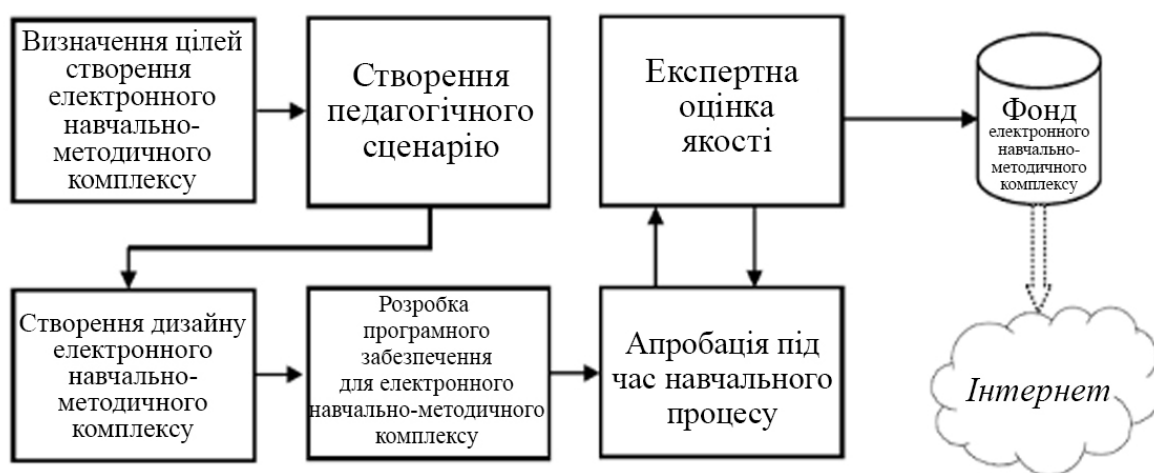 Визначення цілей
створення
електронного
навчально-
методичного
комплексу
Створення
педагогічного
сценарію
Експертна
оцінка
якості
Фонд
електронного
навчально-
методичного
комплексу
Створення дизайну
електронного
навчально-
методичного
комплексу
Розробка
програмного
забезпечення
для електронного
навчально-методичного
комплексу
Апробація під
час навчального
процесу
Інтернет